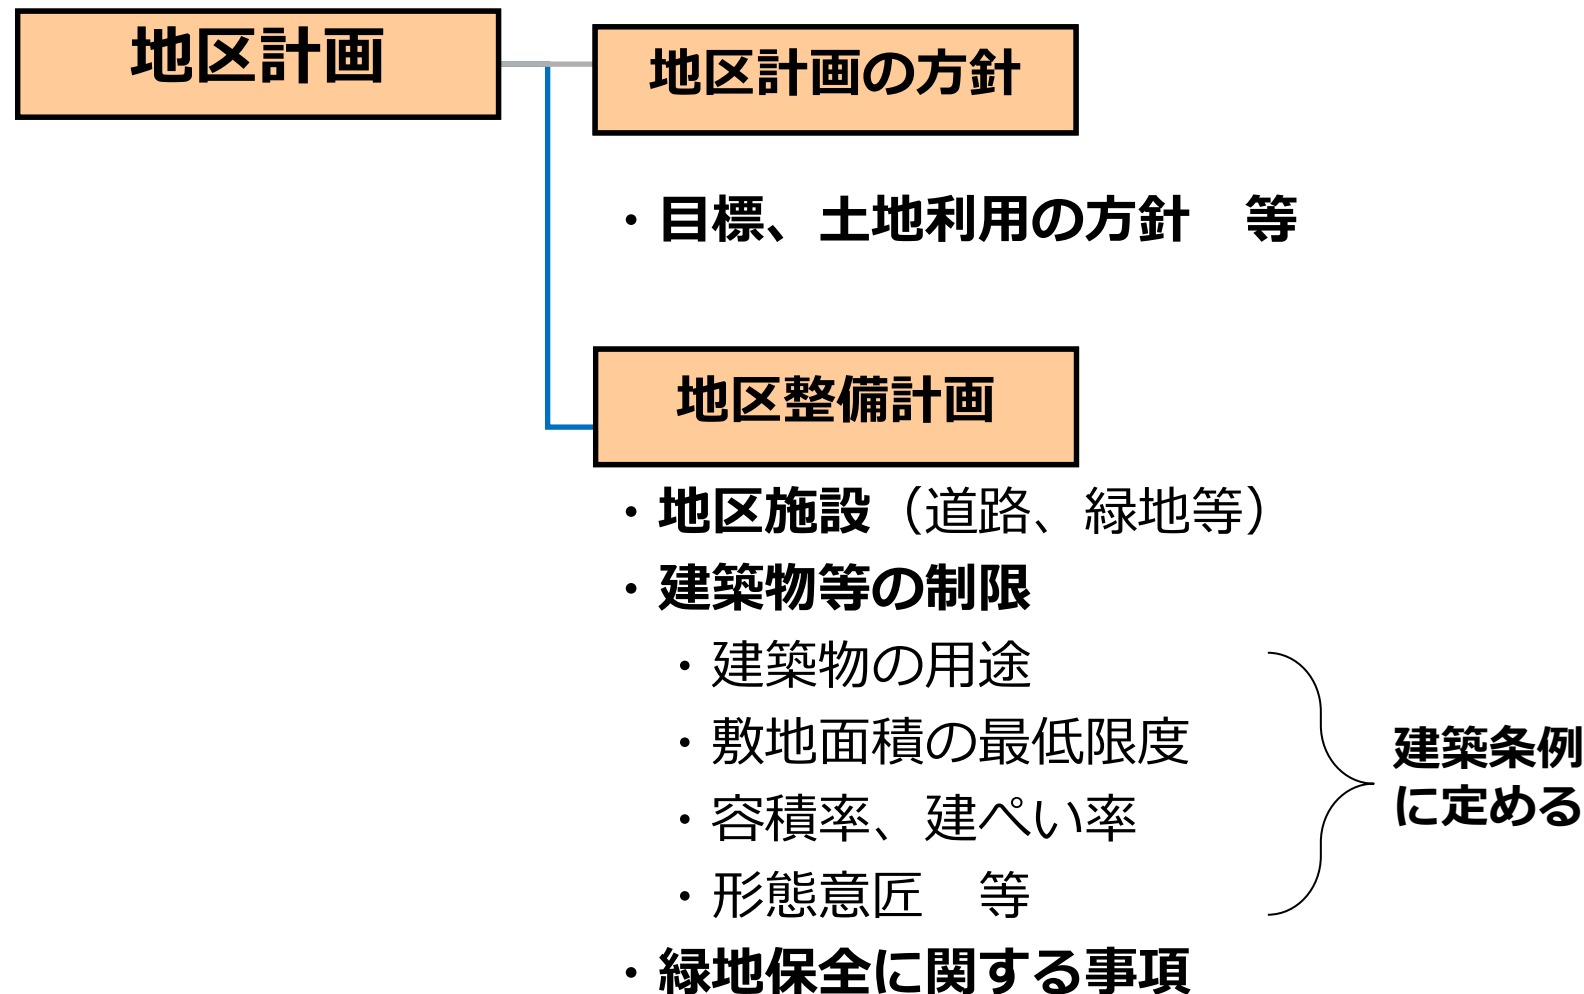 地区計画
地区計画の方針
・目標、土地利用の方針　等
地区整備計画
・地区施設（道路、緑地等）
・建築物等の制限
・建築物の用途
・敷地面積の最低限度
・容積率、建ぺい率
・形態意匠　等
建築条例
に定める
・緑地保全に関する事項